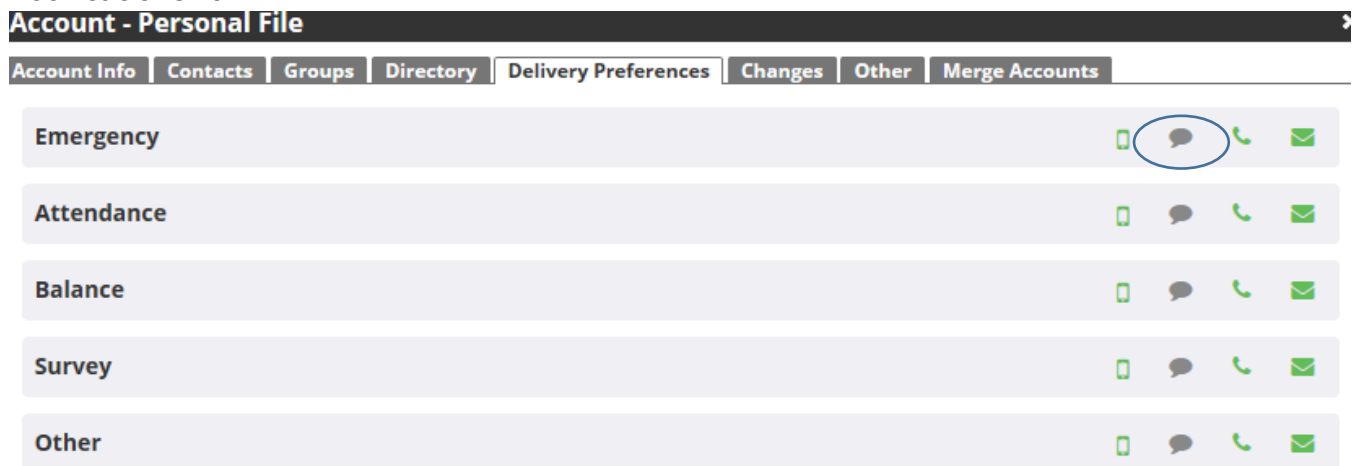 Account - Personal File
Account Info Contacts Groups Directory Delivery Preferences Changes Other Merge Accounts
Emergency
Attendance
Balance
Survey
Other